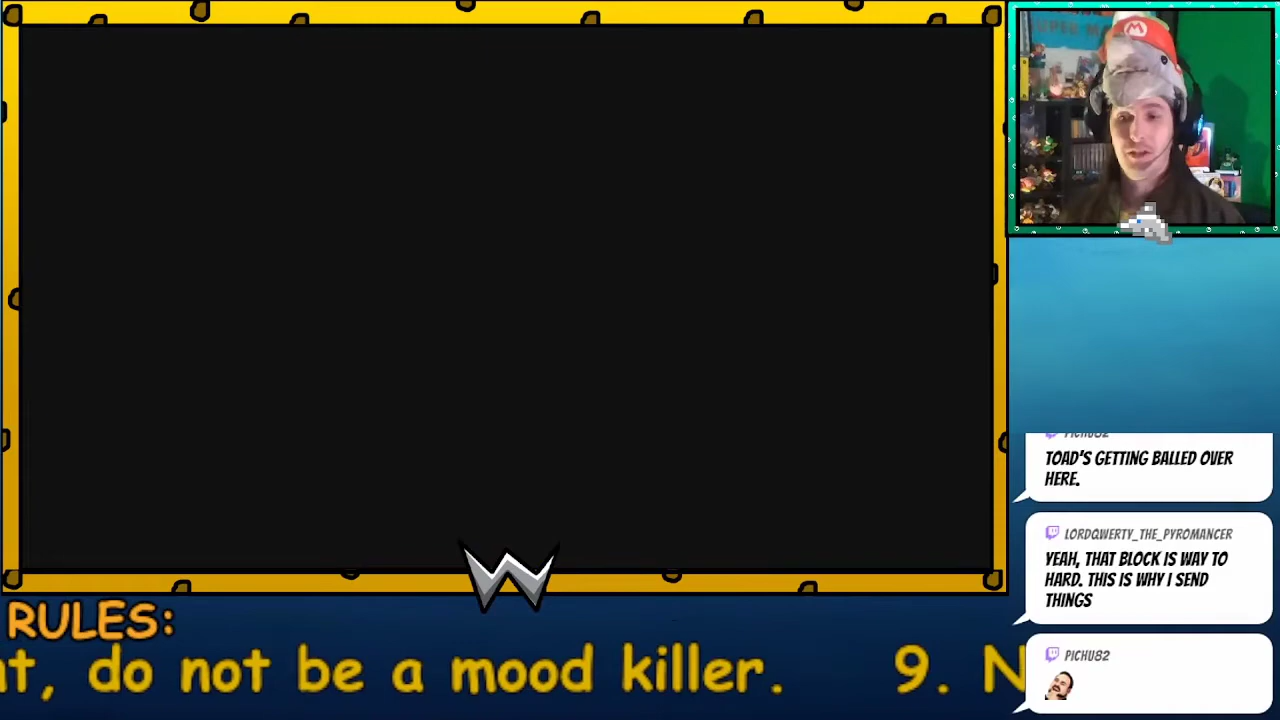 TOAD'S GETTING BALLED OVER
HERE.
LORDQWERTY_THE_PYROMANCER
YEAH, THAT BLOCK IS WAY TO
HARD. THIS IS WHY I SEND
THINGS
PICHU82
RULES:
do not be a mood killer. 9.